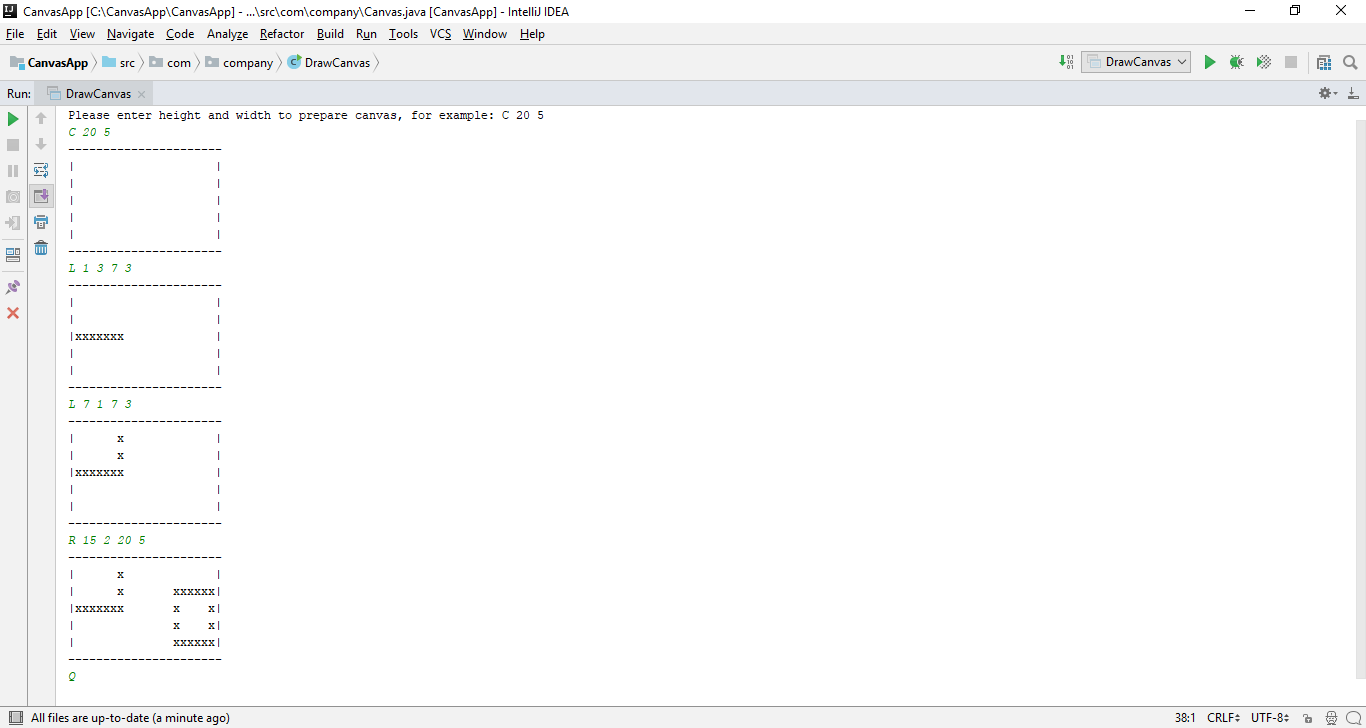 CanvasApp [C:\CanvasApp\CanvasApp] - ...\src\com\company\Canvas.java [CanvasApp] - IntelliJ IDEA
File Edit View Navigate Code Analyze Refactor Build Run Tools VCS Window Help
CanvasApp src com company DrawCanvas DrawCanvas
Run: DrawCanvas
Please enter height and width to prepare canvas, for example: C 20 5
C 20 5
----------------------
|                    |
|                    |
|                    |
|                    |
|                    |
----------------------
L 1 3 7 3
----------------------
|                    |
|                    |
|xxxxxxx             |
|                    |
|                    |
----------------------
L 7 1 7 3
----------------------
|      x             |
|      x             |
|xxxxxxx             |
|                    |
|                    |
----------------------
R 15 2 20 5
----------------------
|      x             |
|      x       xxxxxx|
|xxxxxxx       x    x|
|              x    x|
|              xxxxxx|
----------------------
Q
All files are up-to-date (a minute ago) 38:1 CRLF UTF-8